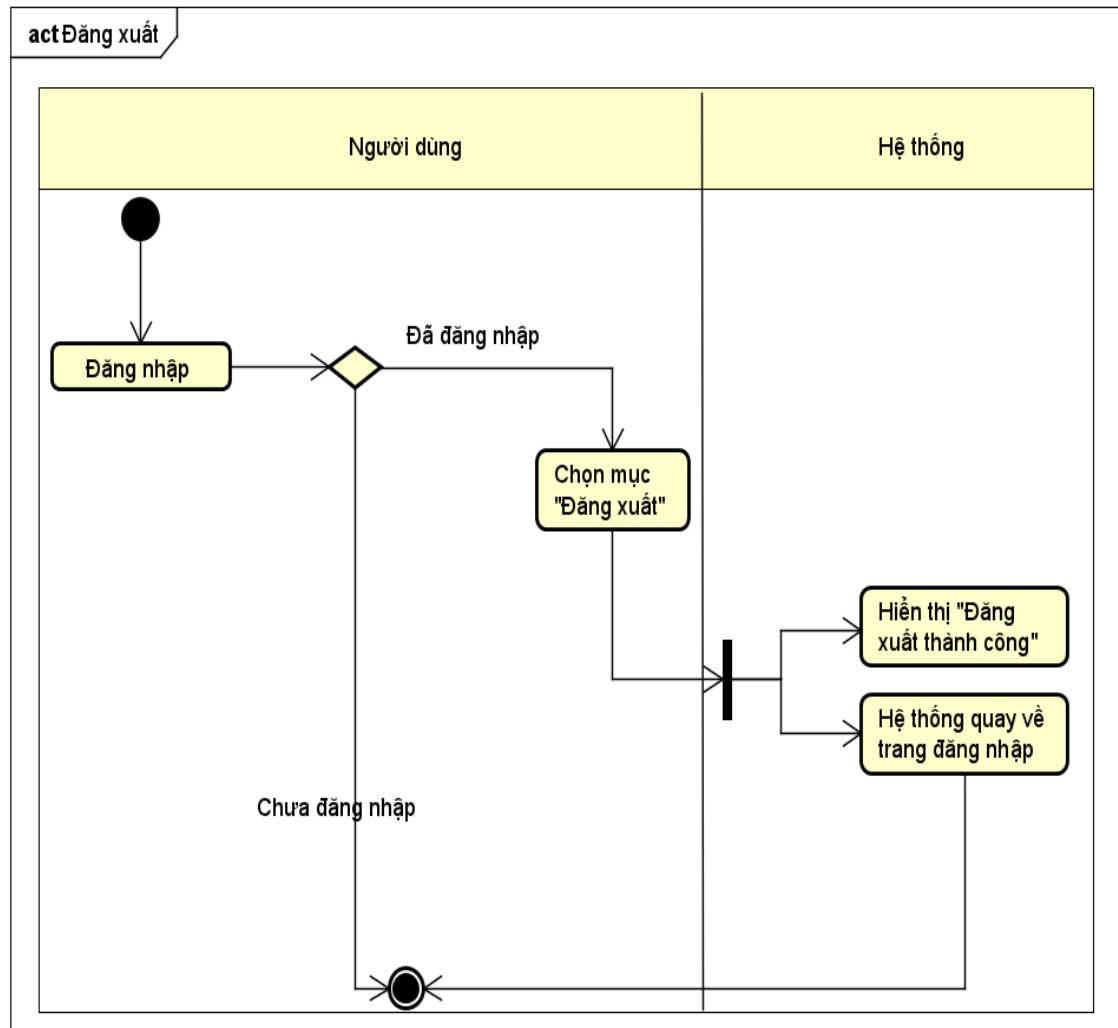 act Đăng xuất
Người dùng
Hệ thống
Đăng nhập
Đã đăng nhập
Chọn mục
"Đăng xuất"
Hiển thị "Đăng
xuất thành công"
Hệ thống quay về
trang đăng nhập
Chưa đăng nhập